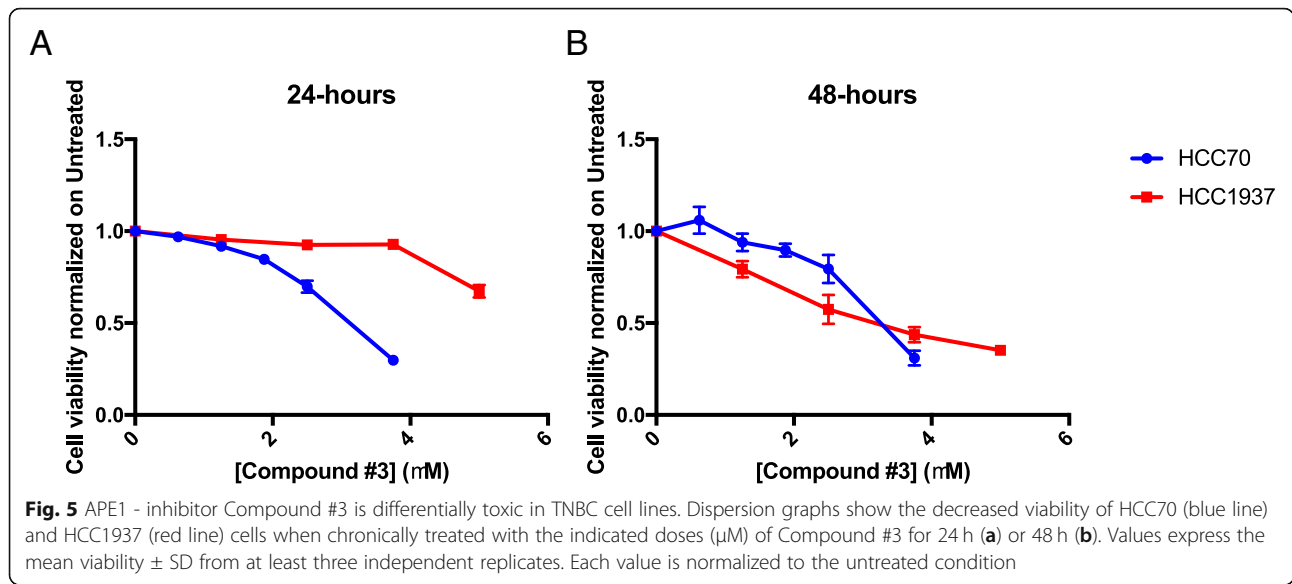 A
B
24-hours
48-hours
Cell viability normalized on Untreated
1.5
1.0
0.5
0.0
0
2
4
6
[Compound #3] (mM)
Cell viability normalized on Untreated
1.5
1.0
0.5
0.0
0
2
4
6
[Compound #3] (mM)
HCC70
HCC1937
Fig. 5 APE1 - inhibitor Compound #3 is differentially toxic in TNBC cell lines. Dispersion graphs show the decreased viability of HCC70 (blue line)
and HCC1937 (red line) cells when chronically treated with the indicated doses (μM) of Compound #3 for 24 h (a) or 48 h (b). Values express the
mean viability ± SD from at least three independent replicates. Each value is normalized to the untreated condition